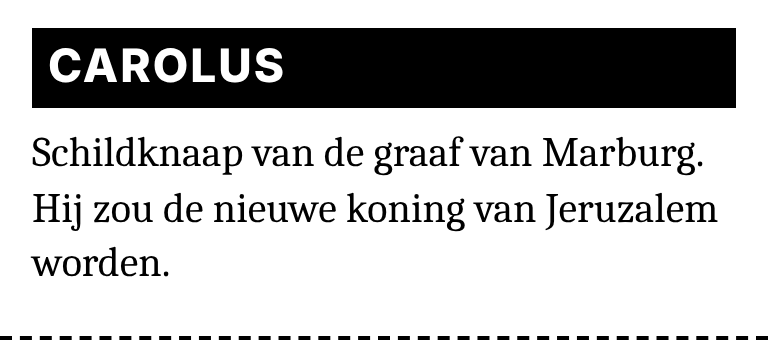 CAROLUS
Schildknaap van de graaf van Marburg.
Hij zou de nieuwe koning van Jeruzalem
worden.